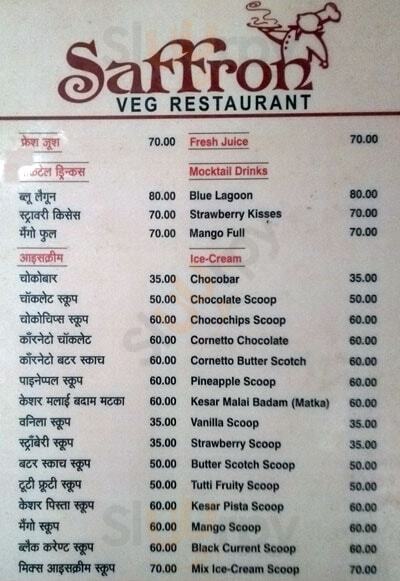 Saffron
VEG RESTAURANT
फ्रेश जूश 70.00 Fresh Juice 70.00
ड्रिन्कस Mocktail Drinks
ब्लू लैगून 80.00 Blue Lagoon 80.00
स्ट्रावरी किसेस 70.00 Strawberry Kisses 70.00
मैंगो फुल 70.00 Mango Full 70.00
आइसक्रीम Ice-Cream
चोकोबार 35.00 Chocobar 35.00
चॉकलेट स्कूप 50.00 Chocolate Scoop 50.00
चोकोचिप्स स्कूप 60.00 Chocochips Scoop 60.00
कॉरनेटो चॉकलेट 60.00 Cornetto Chocolate 60.00
कॉरनेटो बटर स्काच 60.00 Cornetto Butter Scotch 60.00
पाइनेप्पल स्कूप 60.00 Pineapple Scoop 60.00
केशर मलाई बदाम मटका 60.00 Kesar Malai Badam (Matka) 60.00
वनिला स्कूप 35.00 Vanilla Scoop 35.00
स्ट्रॉबेरी स्कूप 35.00 Strawberry Scoop 35.00
बटर स्काच स्कूप 50.00 Butter Scotch Scoop 50.00
टूटी फ्रूटी स्कूप 50.00 Tutti Fruity Scoop 50.00
केशर पिस्ता स्कूप 60.00 Kesar Pista Scoop 60.00
मैंगो स्कूप 60.00 Mango Scoop 60.00
ब्लैक करेण्ट स्कूप 60.00 Black Current Scoop 60.00
मिक्स आइसक्रीम स्कूप 70.00 Mix Ice-Cream Scoop 70.00